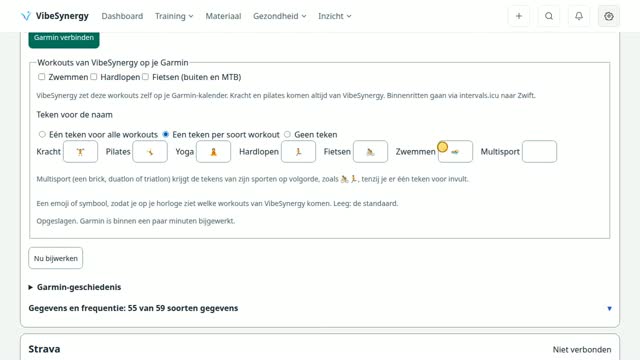 VibeSynergy Dashboard Training Materiaal Gezondheid Inzicht
Garmin verbinden
Workouts van VibeSynergy op je Garmin
Zwemmen Hardlopen Fietsen (buiten en MTB)
VibeSynergy zet deze workouts zelf op je Garmin-kalender. Kracht en pilates komen altijd van VibeSynergy. Binnenritten gaan via intervals.icu naar Zwift.
Teken voor de naam
Eén teken voor alle workouts Een teken per soort workout Geen teken
Kracht 🏋 Pilates 🤸 Yoga 🧘 Hardlopen 🏃 Fietsen 🚴 Zwemmen 🏊 Multisport
Multisport (een brick, duatlon of triatlon) krijgt de tekens van zijn sporten op volgorde, zoals 🚴🏃, tenzij je er één teken voor invult.
Een emoji of symbool, zodat je op je horloge ziet welke workouts van VibeSynergy komen. Leeg: de standaard.
Opgeslagen. Garmin is binnen een paar minuten bijgewerkt.
Nu bijwerken
Garmin-geschiedenis
Gegevens en frequentie: 55 van 59 soorten gegevens
Strava Niet verbonden